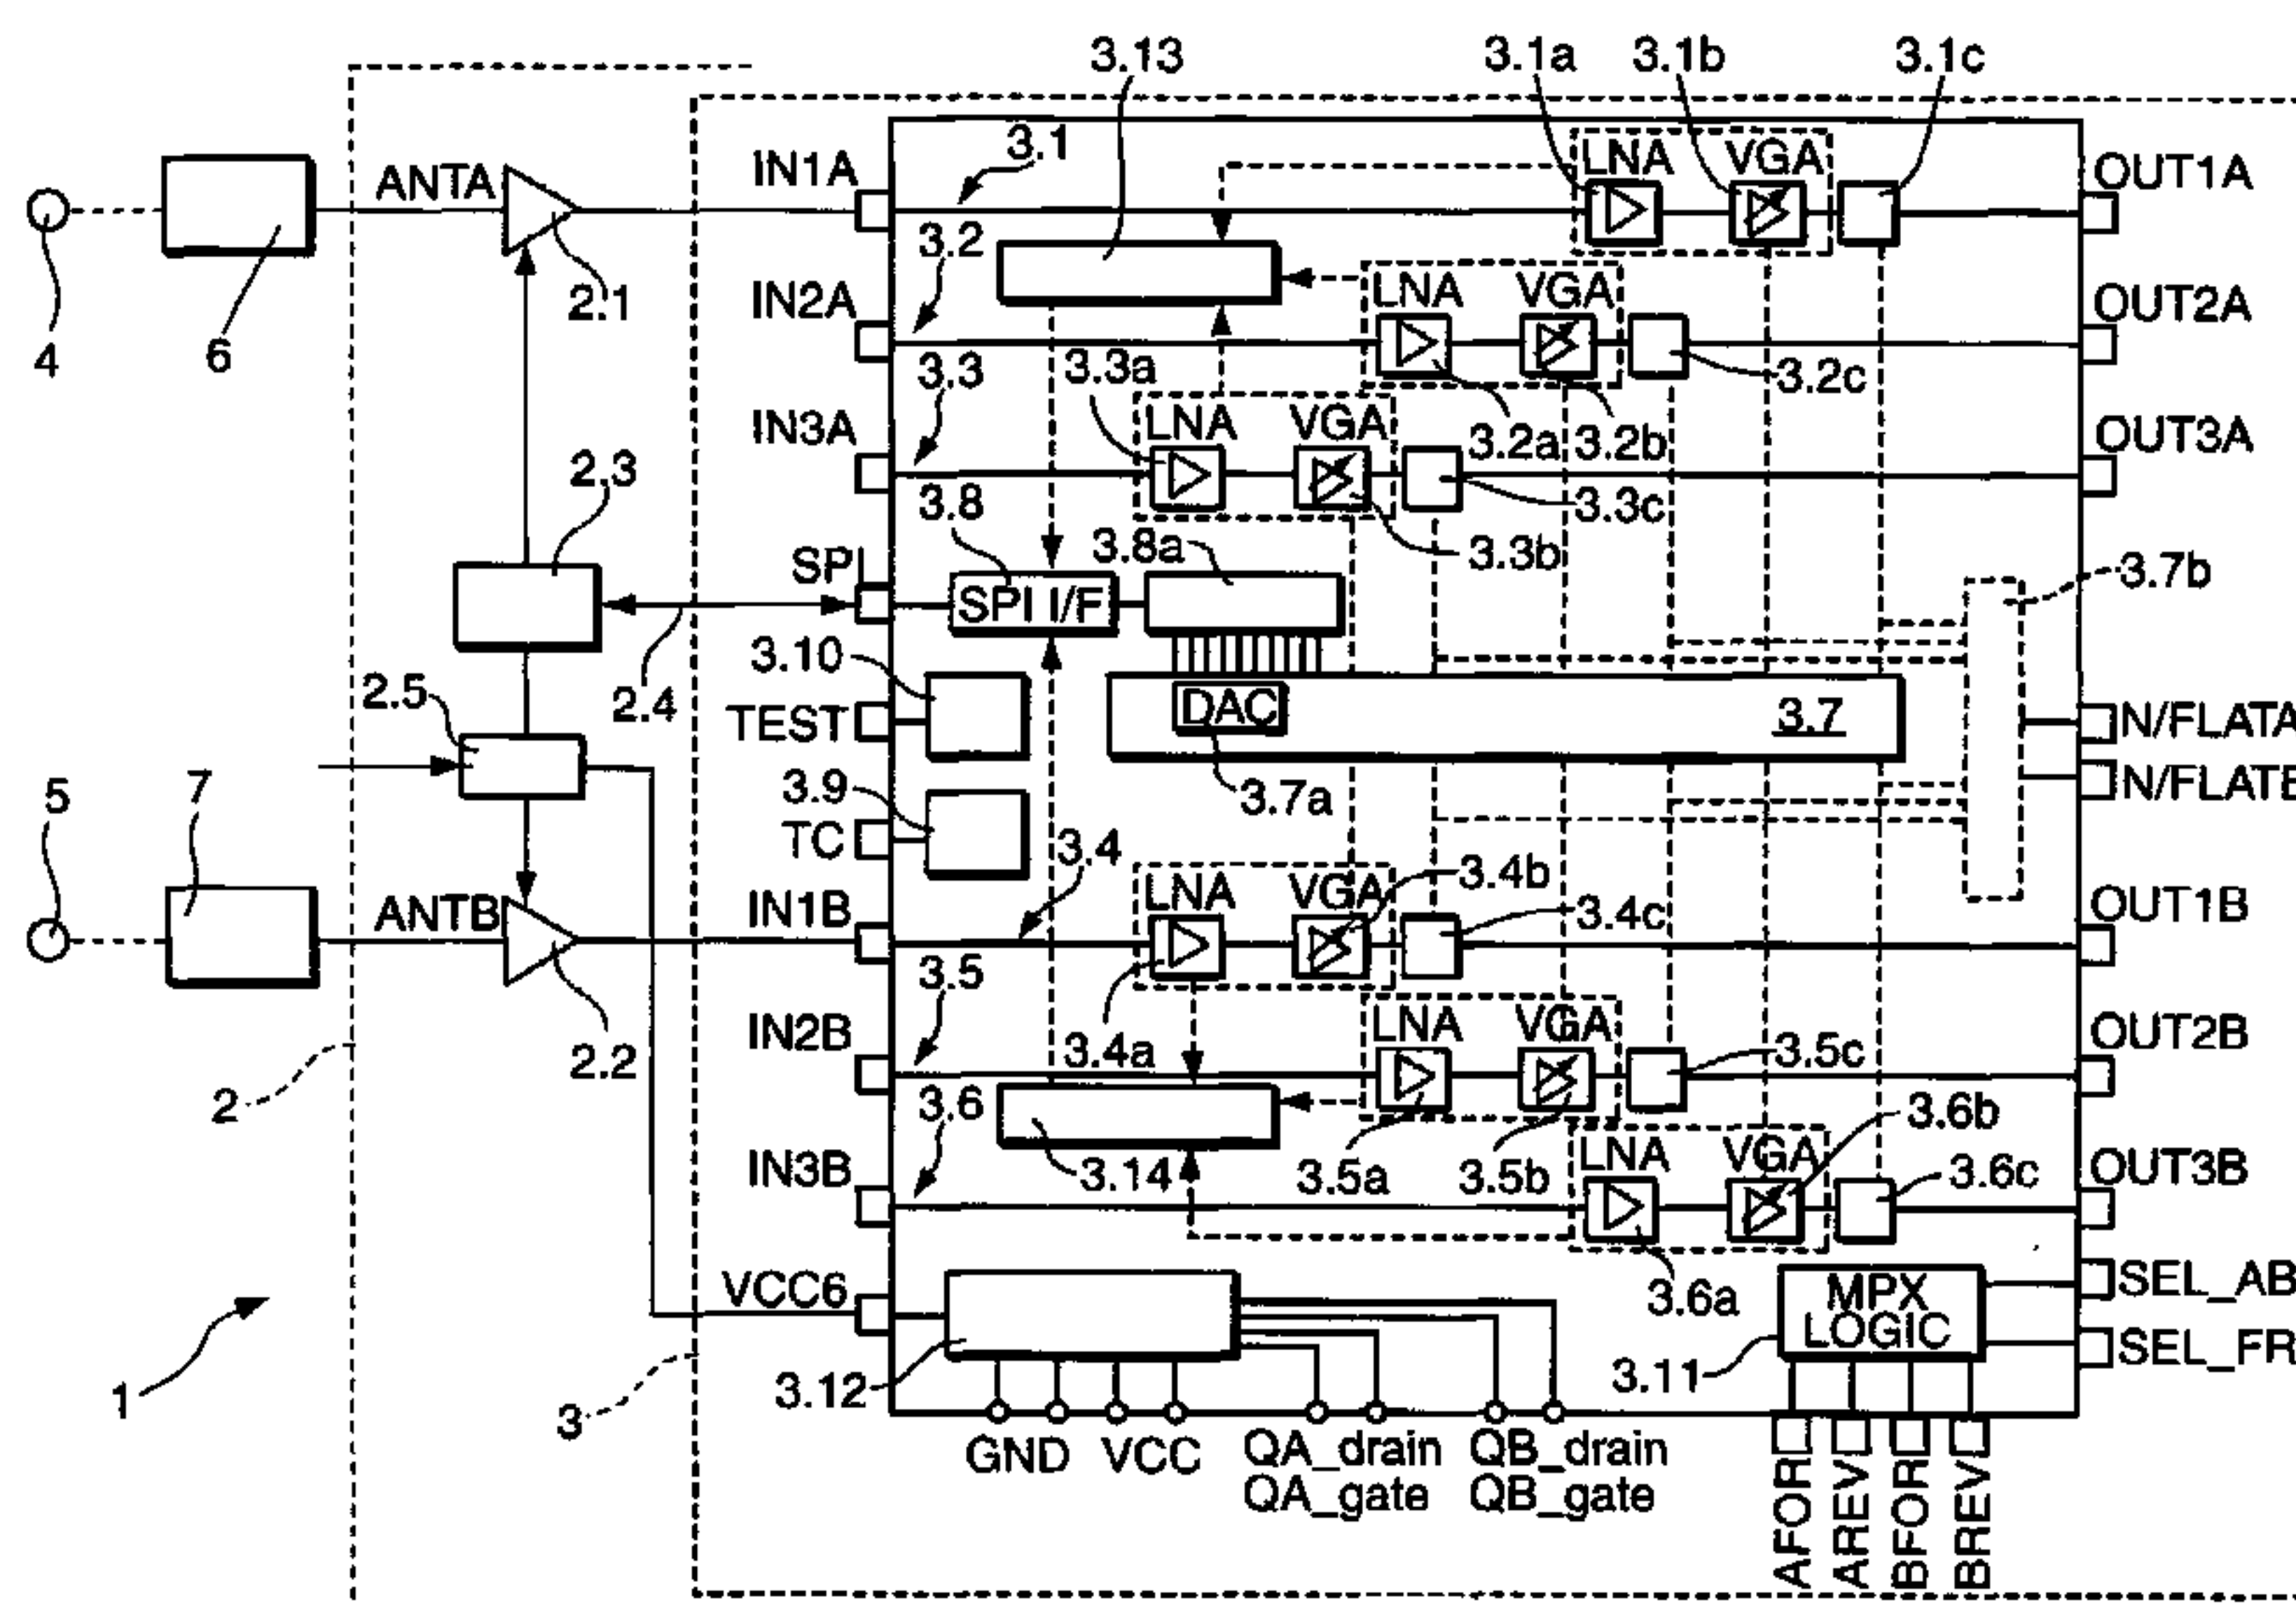 3.13
3.1a
3.1b
3.1c
3.1
LNA
VGA
IN1A
OUT1A
ANTA
2.1
4
6
3.2
IN2A
LNA
VGA
OUT2A
3.3
3.3a
3.2c
IN3A
LNA
VGA
3.2a
3.2b
OUT3A
2.3
3.8
3.3c
3.8a
3.3b
SPI
SPI I/F
3.7b
2.4
3.10
2.5
TEST
DAC
3.7
N/FLATA
3.9
3.7a
N/FLATB
7
5
TC
3.4
LNA
VGA
3.4b
ANTB
IN1B
3.4c
OUT1B
3.5
2.2
IN2B
3.4a
LNA
VGA
3.5c
OUT2B
2
3.6
3.6b
IN3B
3.14
3.5a
3.5b
LNA
VGA
3.6c
OUT3B
VCC6
3.6a
MPX
LOGIC
SEL_AB
SEL_FR
1
3
3.12
3.11
GND
VCC
QA_drain
QA_gate
QB_drain
QB_gate
AFOR
AREV
BFOR
BREV